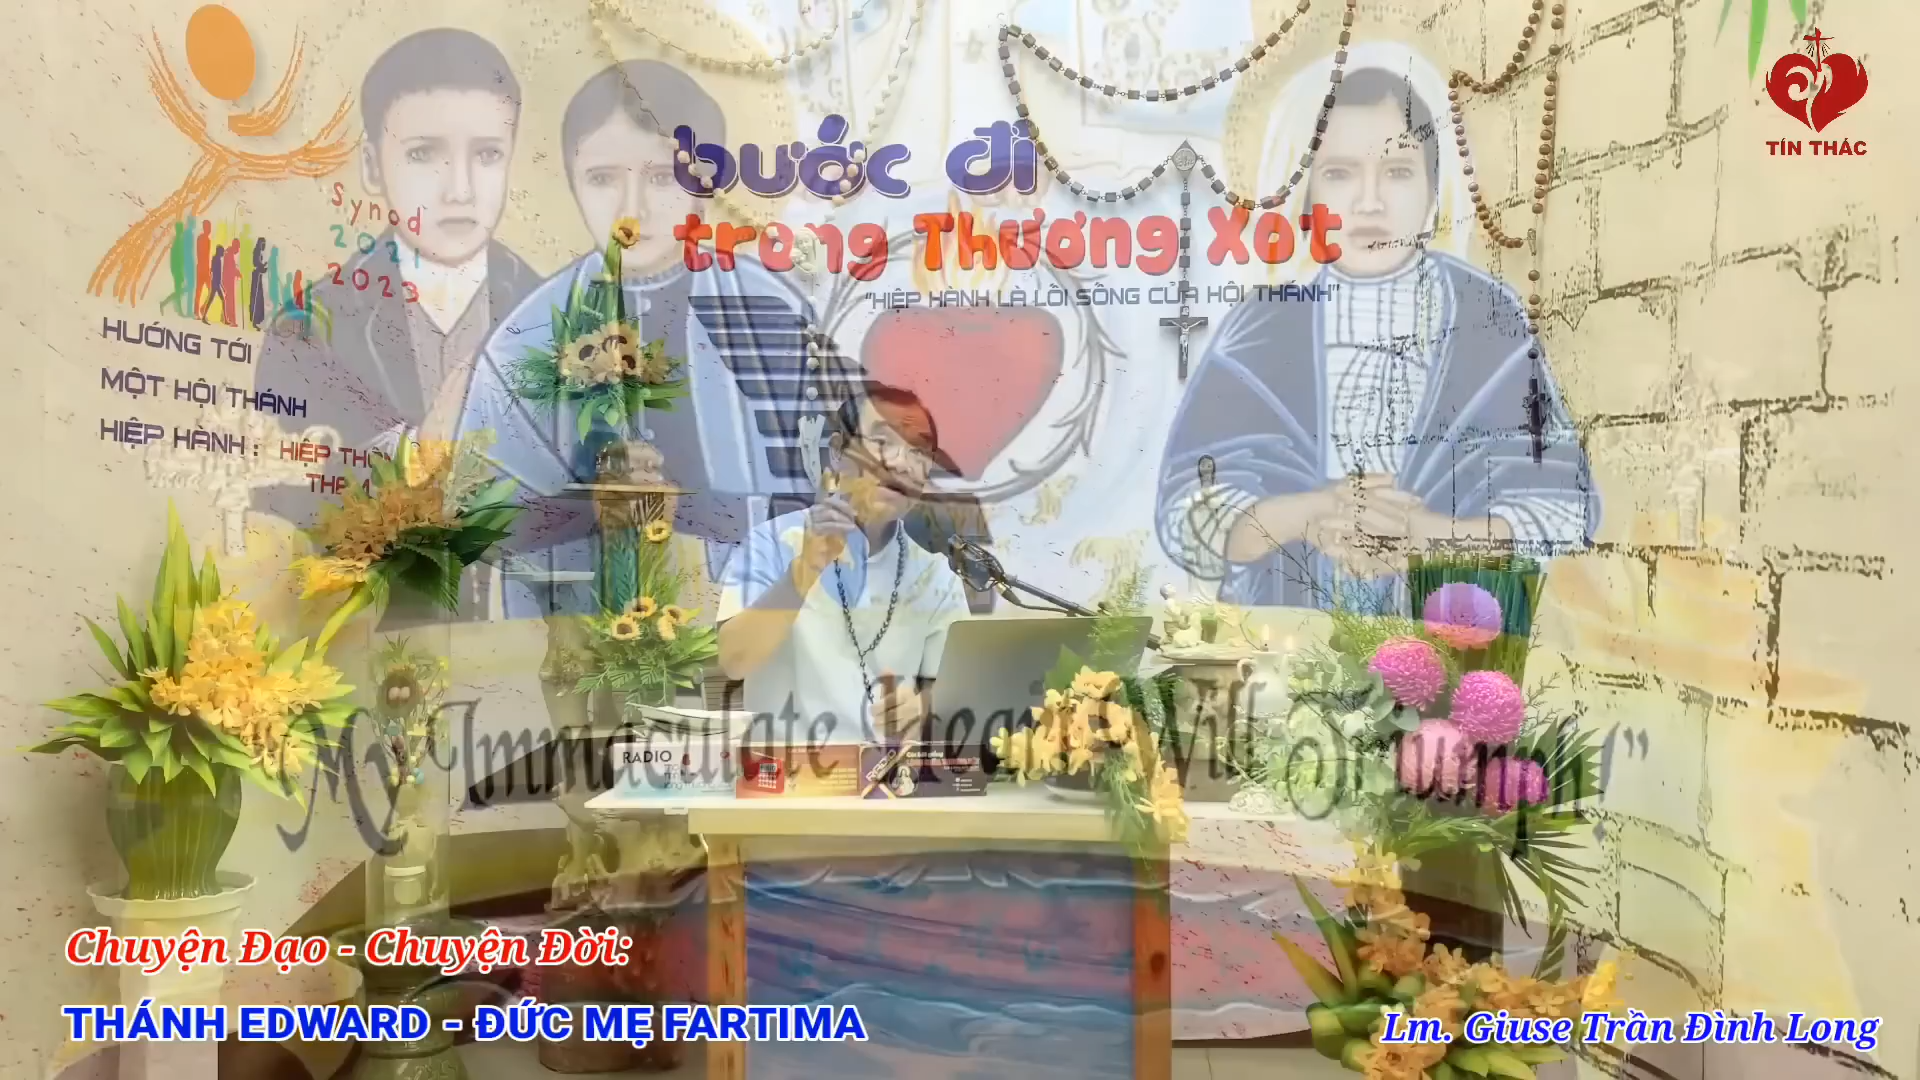 TÍN THÁC
bước đi
trong Thương Xót
"HIỆP HÀNH LÀ LỐI SỐNG CỦA HỘI THÁNH"
Synod
2021
2023
HƯỚNG TỚI
MỘT HỘI THÁNH
HIỆP HÀNH : HIỆP THÔNG
"My Immaculate Heart Will Triumph!"
RADIO
Chuyện Đạo - Chuyện Đời:
THÁNH EDWARD - ĐỨC MẸ FARTIMA
Lm. Giuse Trần Đình Long